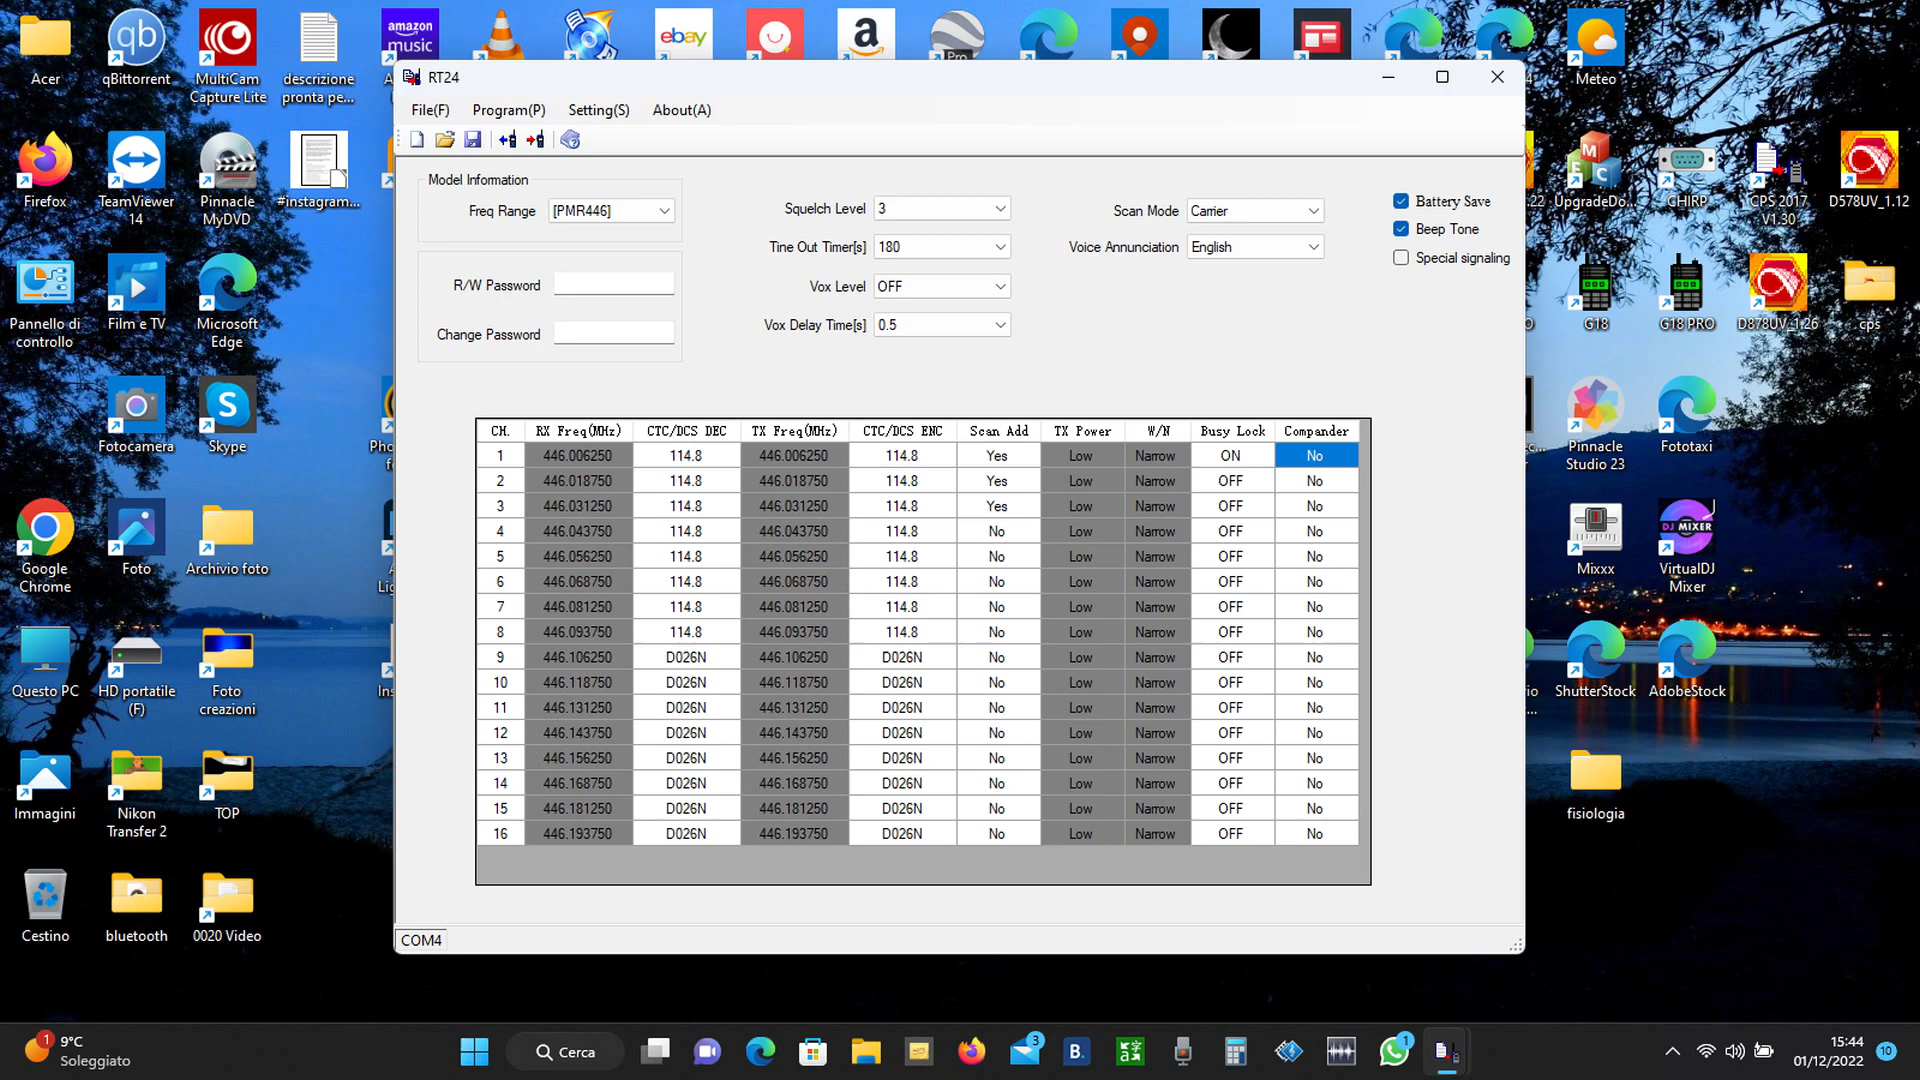 Acer
qBittorrent
MultiCam
Capture Lite
descrizione
pronta pe...
amazon
music
ebay
a
Pro
Meteo
Firefox
TeamViewer
14
Pinnacle
MyDVD
#instagram...
Pannello di
controllo
Film e TV
Microsoft
Edge
Fotocamera
Skype
Google
Chrome
Foto
Archivio foto
Questo PC
HD portatile
(F)
Foto
creazioni
Immagini
Nikon
Transfer 2
TOP
Cestino
bluetooth
0020 Video
RT24
File(F)
Program(P)
Setting(S)
About(A)
Model Information
Freq Range
[PMR446]
R/W Password
Change Password
Squelch Level
3
Tine Out Timer[s]
180
Vox Level
OFF
Vox Delay Time[s]
0.5
Scan Mode
Carrier
Voice Annunciation
English
Battery Save
Beep Tone
Special signaling
CH. RX Freq(MHz) CTC/DCS DEC TX Freq(MHz) CTC/DCS ENC Scan Add TX Power W/N Busy Lock Compander
1 446.006250 114.8 446.006250 114.8 Yes Low Narrow ON No
2 446.018750 114.8 446.018750 114.8 Yes Low Narrow OFF No
3 446.031250 114.8 446.031250 114.8 Yes Low Narrow OFF No
4 446.043750 114.8 446.043750 114.8 No Low Narrow OFF No
5 446.056250 114.8 446.056250 114.8 No Low Narrow OFF No
6 446.068750 114.8 446.068750 114.8 No Low Narrow OFF No
7 446.081250 114.8 446.081250 114.8 No Low Narrow OFF No
8 446.093750 114.8 446.093750 114.8 No Low Narrow OFF No
9 446.106250 D026N 446.106250 D026N No Low Narrow OFF No
10 446.118750 D026N 446.118750 D026N No Low Narrow OFF No
11 446.131250 D026N 446.131250 D026N No Low Narrow OFF No
12 446.143750 D026N 446.143750 D026N No Low Narrow OFF No
13 446.156250 D026N 446.156250 D026N No Low Narrow OFF No
14 446.168750 D026N 446.168750 D026N No Low Narrow OFF No
15 446.181250 D026N 446.181250 D026N No Low Narrow OFF No
16 446.193750 D026N 446.193750 D026N No Low Narrow OFF No
COM4
UpgradeDo...
CHIRP
CPS 2017
V1.30
D578UV_1.12
G18
G18 PRO
D878UV_1.26
cps
Pinnacle
Studio 23
Fototaxi
Mixxx
DJ MIXER
VirtualDJ
Mixer
ShutterStock
AdobeStock
fisiologia
1
9°C
Soleggiato
Cerca
3
B.
1
15:44
01/12/2022
10